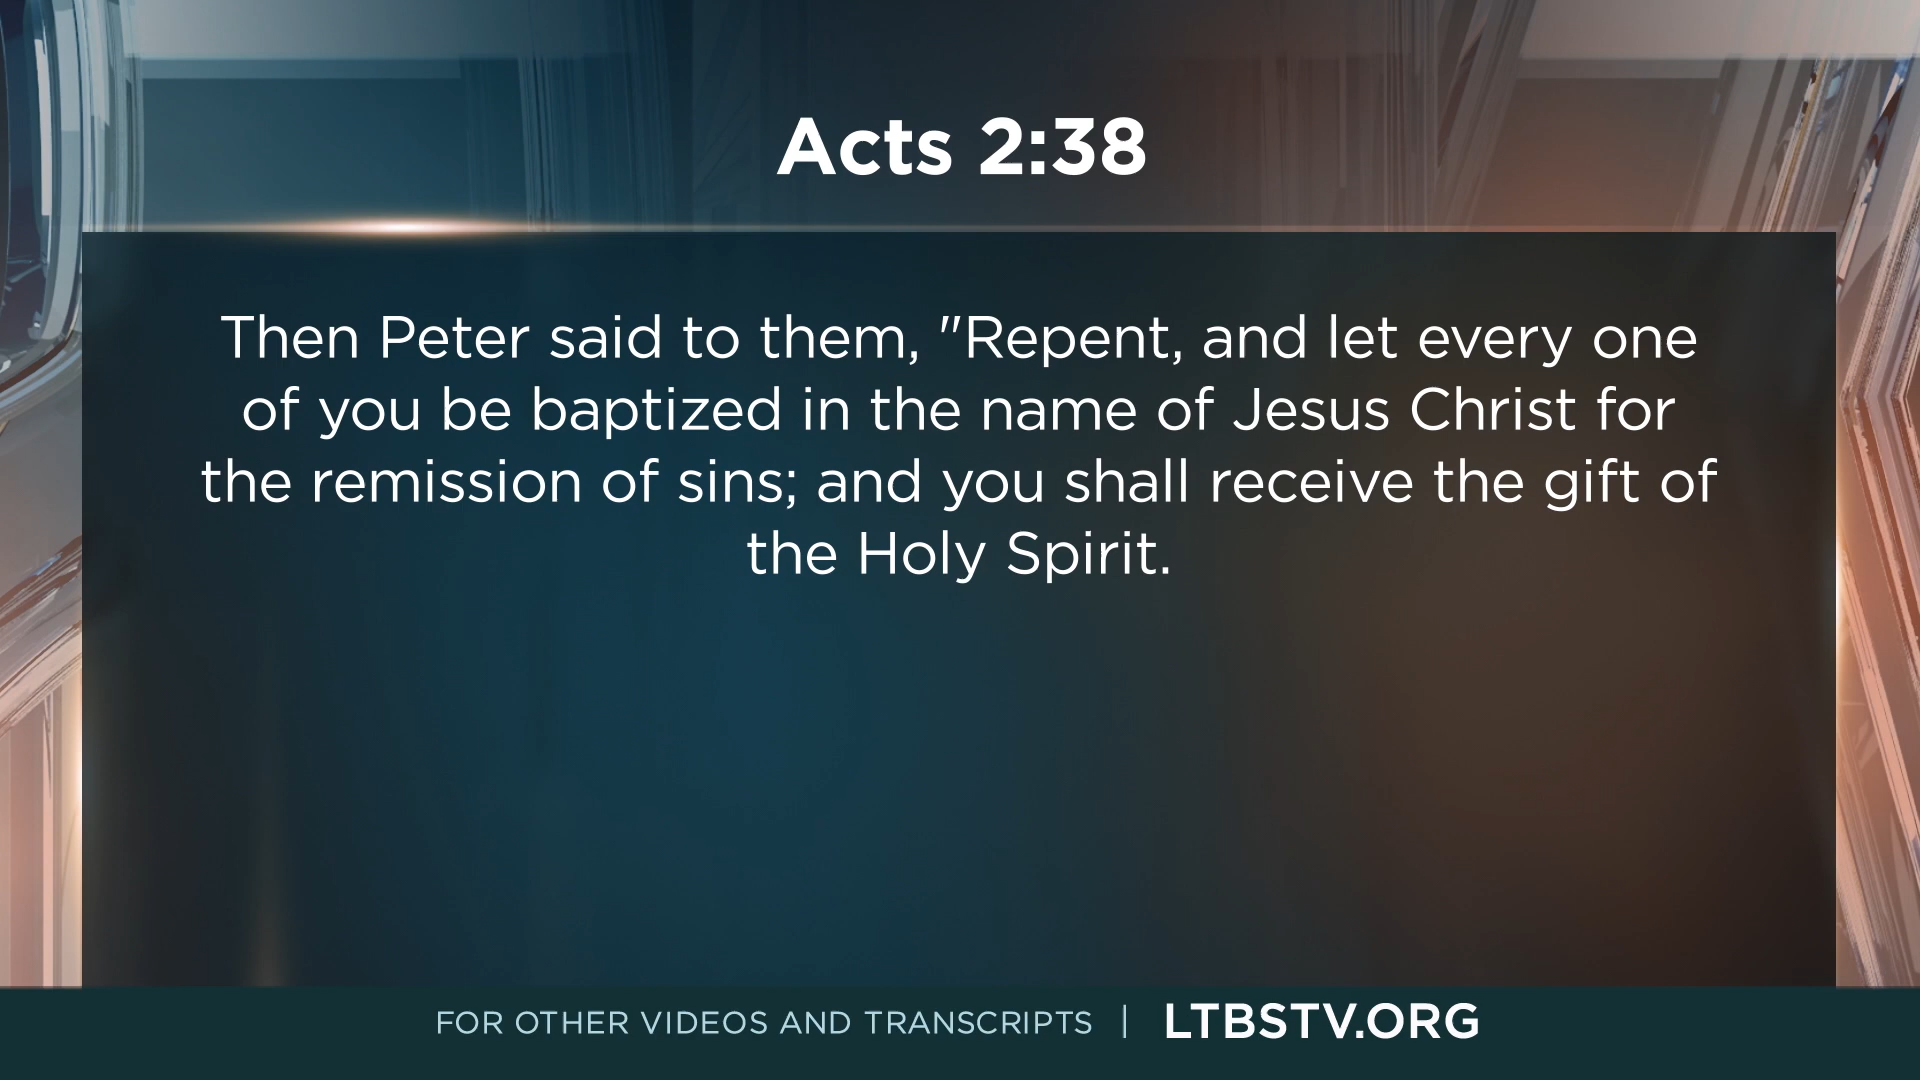 Acts 2:38
Then Peter said to them, "Repent, and let every one
of you be baptized in the name of Jesus Christ for
the remission of sins; and you shall receive the gift of
the Holy Spirit.
FOR OTHER VIDEOS AND TRANSCRIPTS | LTBSTV.ORG